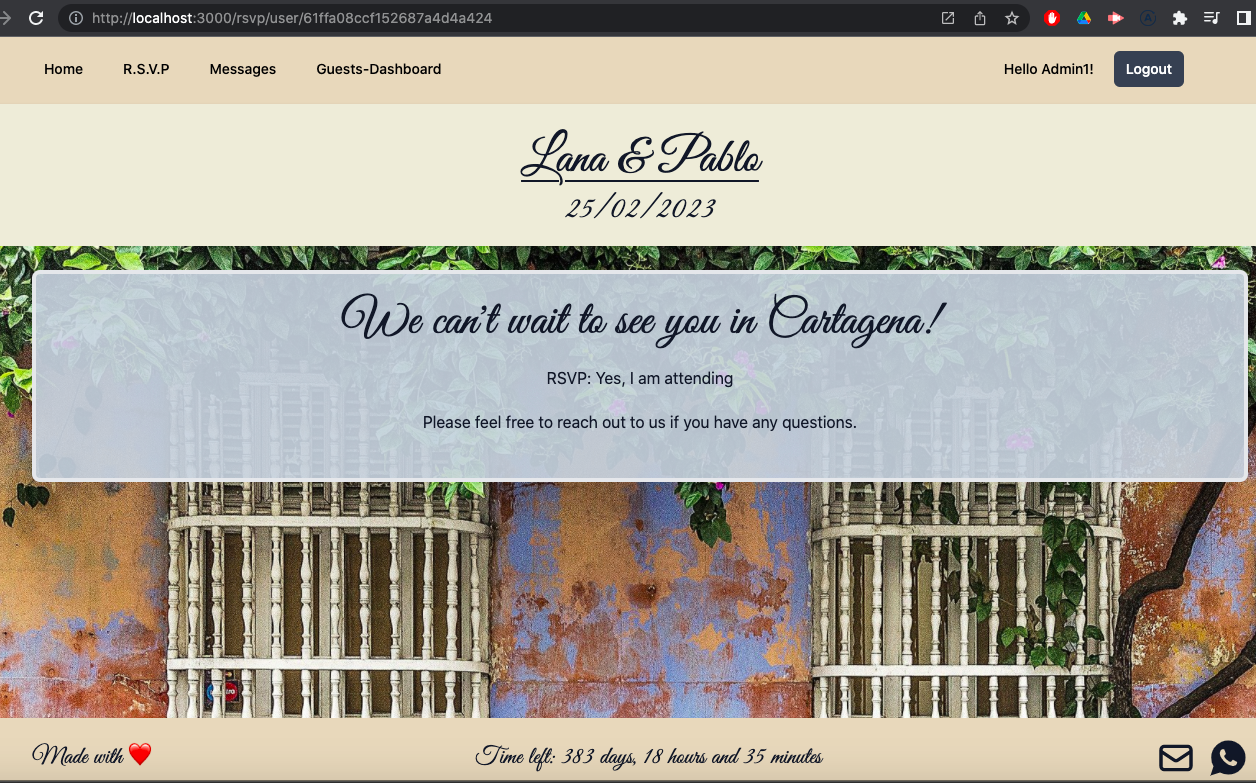 http://localhost:3000/rsvp/user/61ffa08ccf152687a4d4a424
Home R.S.V.P Messages Guests-Dashboard Hello Admin1! Logout
Lana & Pablo
25/02/2023
We can't wait to see you in Cartagena!
RSVP: Yes, I am attending
Please feel free to reach out to us if you have any questions.
Made with ❤️ Time left: 383 days, 18 hours and 35 minutes